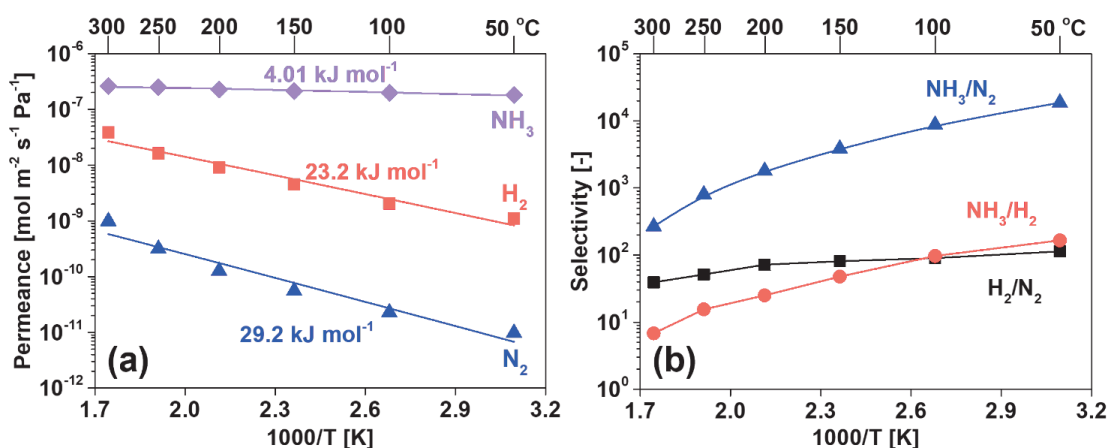 300 250 200 150 100 50 °C
10⁻⁶
10⁻⁷
10⁻⁸
10⁻⁹
10⁻¹⁰
10⁻¹¹
10⁻¹²
Permeance [mol m⁻² s⁻¹ Pa⁻¹]
4.01 kJ mol⁻¹
NH₃
23.2 kJ mol⁻¹
H₂
29.2 kJ mol⁻¹
N₂
(a)
1.7 2.0 2.3 2.6 2.9 3.2
1000/T [K]
300 250 200 150 100 50 °C
10⁵
10⁴
10³
10²
10¹
10⁰
Selectivity [-]
NH₃/N₂
NH₃/H₂
H₂/N₂
(b)
1.7 2.0 2.3 2.6 2.9 3.2
1000/T [K]